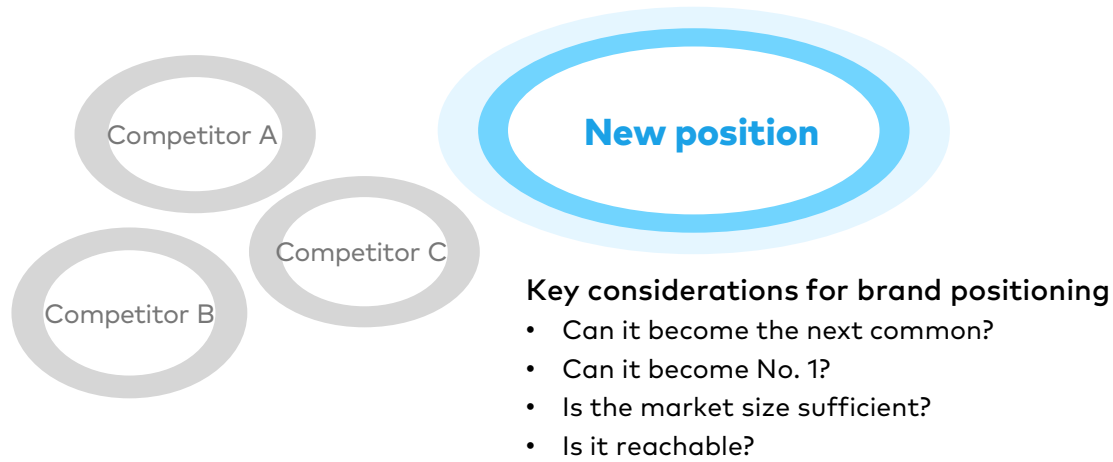 Competitor A
New position
Competitor C
Competitor B
Key considerations for brand positioning
• Can it become the next common?
• Can it become No. 1?
• Is the market size sufficient?
• Is it reachable?